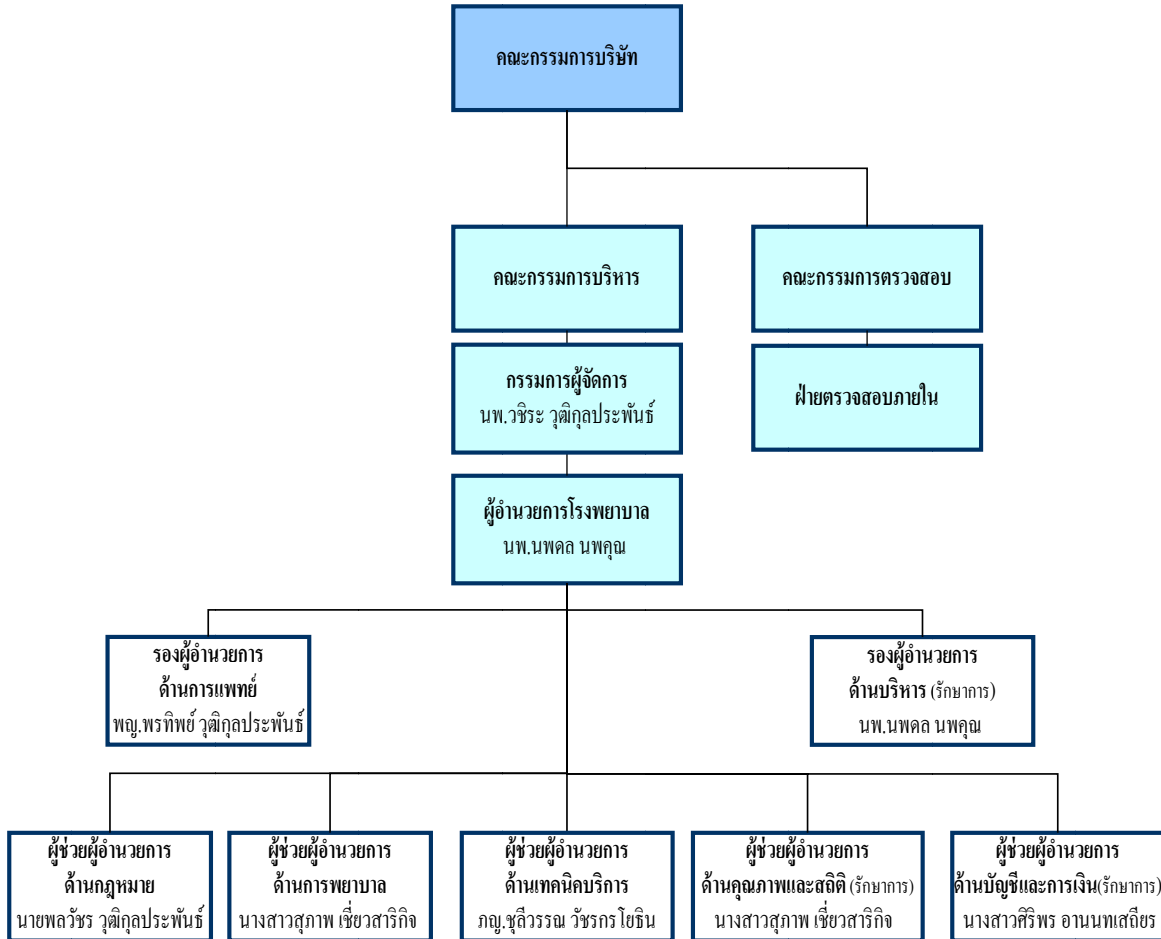 คณะกรรมการบริษัท
คณะกรรมการบริหาร
คณะกรรมการตรวจสอบ
กรรมการผู้จัดการ
นพ.วชิระ วุฒิกุลประพันธ์
ฝ่ายตรวจสอบภายใน
ผู้อำนวยการโรงพยาบาล
นพ.นพดล นพคุณ
รองผู้อำนวยการ
ด้านการแพทย์
พญ.พรทิพย์ วุฒิกุลประพันธ์
รองผู้อำนวยการ
ด้านบริหาร (รักษาการ)
นพ.นพดล นพคุณ
ผู้ช่วยผู้อำนวยการ
ด้านกฎหมาย
นายพลวัชร วุฒิกุลประพันธ์
ผู้ช่วยผู้อำนวยการ
ด้านการพยาบาล
นางสาวสุภาพ เชี่ยวสาริกิจ
ผู้ช่วยผู้อำนวยการ
ด้านเทคนิคบริการ
ภญ.ชุลีวรรณ วัชรกรโยธิน
ผู้ช่วยผู้อำนวยการ
ด้านคุณภาพและสถิติ (รักษาการ)
นางสาวสุภาพ เชี่ยวสาริกิจ
ผู้ช่วยผู้อำนวยการ
ด้านบัญชีและการเงิน(รักษาการ)
นางสาวศิริพร อานนทเสถียร